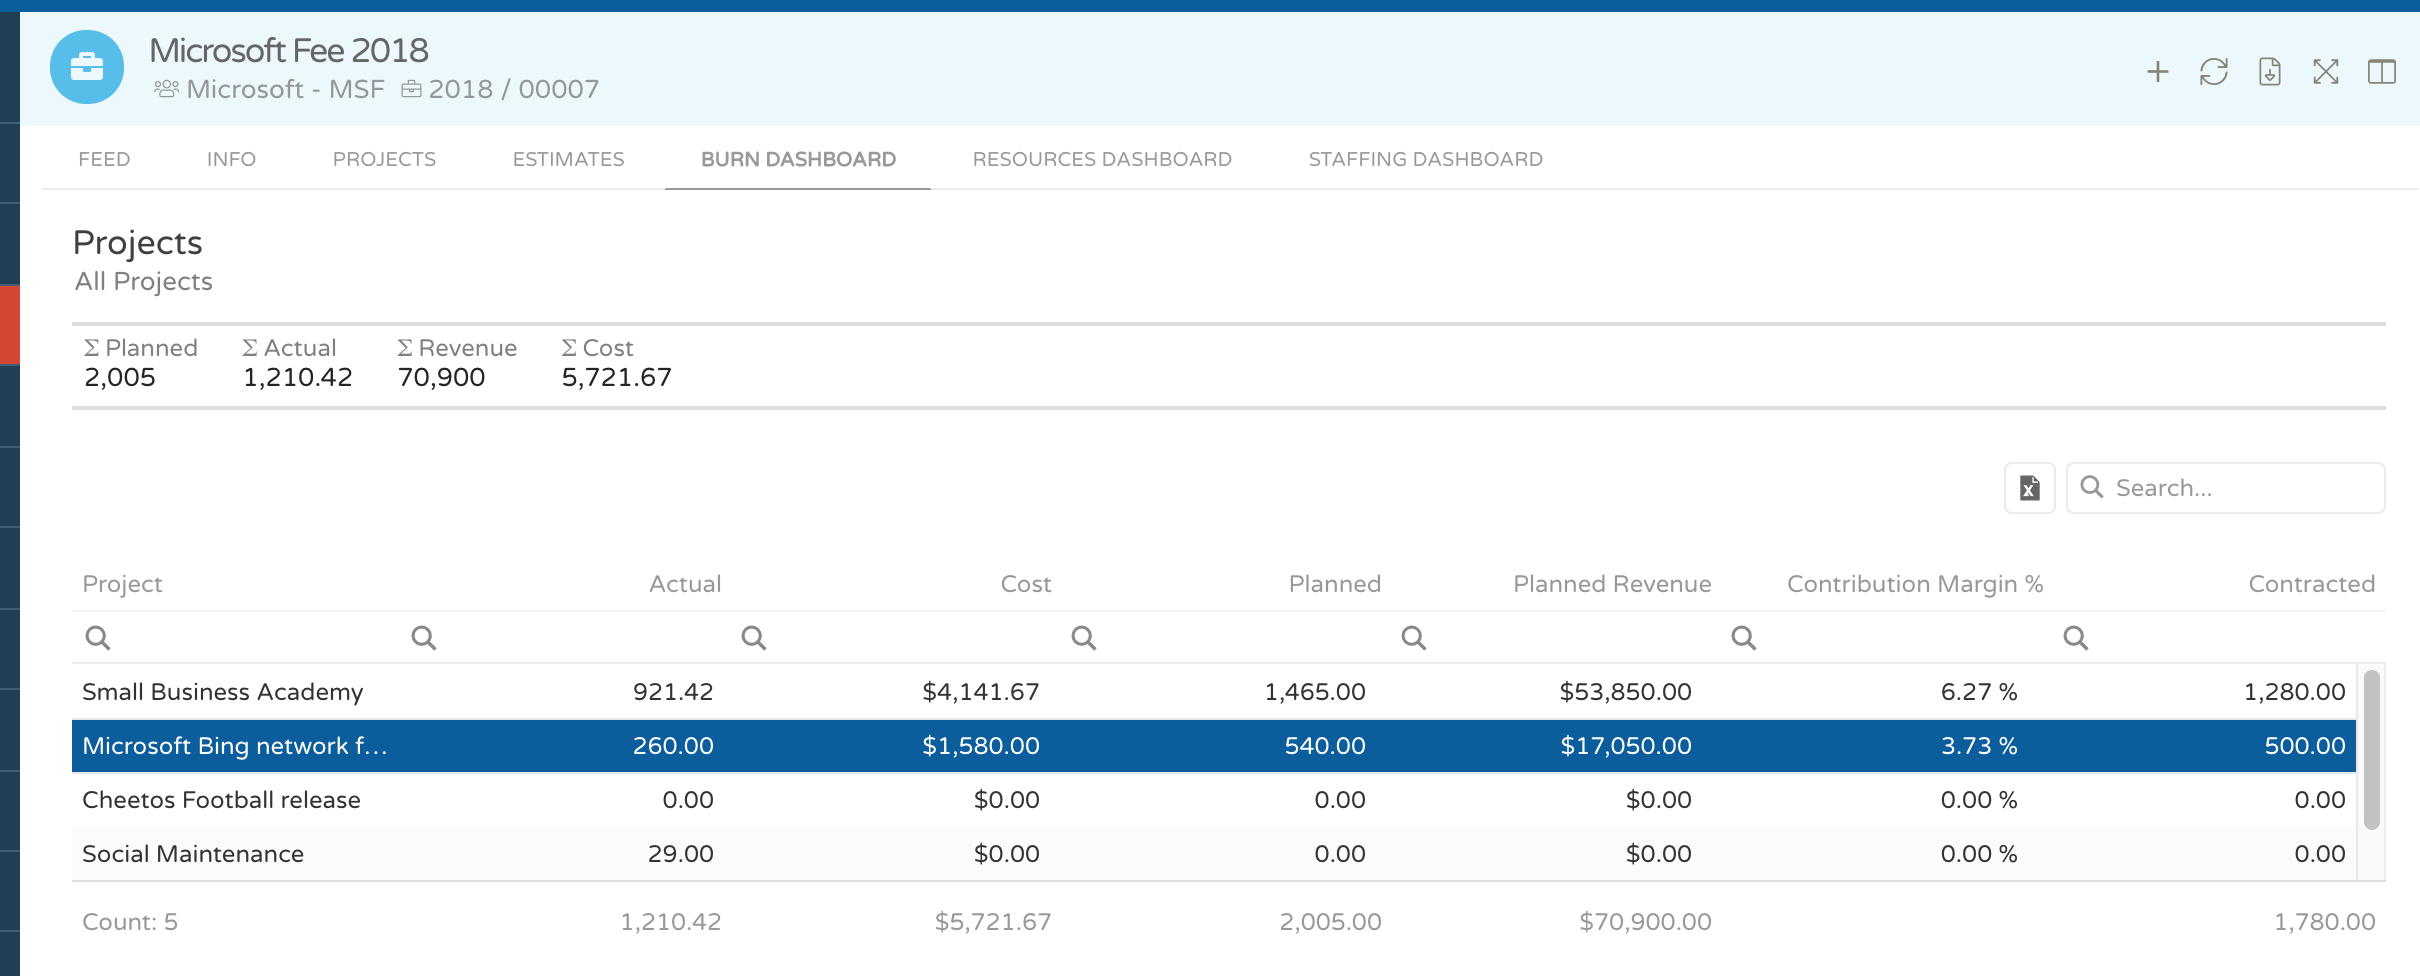 Microsoft Fee 2018
Microsoft - MSF 2018 / 00007
FEED INFO PROJECTS ESTIMATES BURN DASHBOARD RESOURCES DASHBOARD STAFFING DASHBOARD
Projects
All Projects
Σ Planned Σ Actual Σ Revenue Σ Cost
2,005 1,210.42 70,900 5,721.67
Search...
Project Actual Cost Planned Planned Revenue Contribution Margin % Contracted
Small Business Academy 921.42 $4,141.67 1,465.00 $53,850.00 6.27 % 1,280.00
Microsoft Bing network f... 260.00 $1,580.00 540.00 $17,050.00 3.73 % 500.00
Cheetos Football release 0.00 $0.00 0.00 $0.00 0.00 % 0.00
Social Maintenance 29.00 $0.00 0.00 $0.00 0.00 % 0.00
Count: 5 1,210.42 $5,721.67 2,005.00 $70,900.00 1,780.00